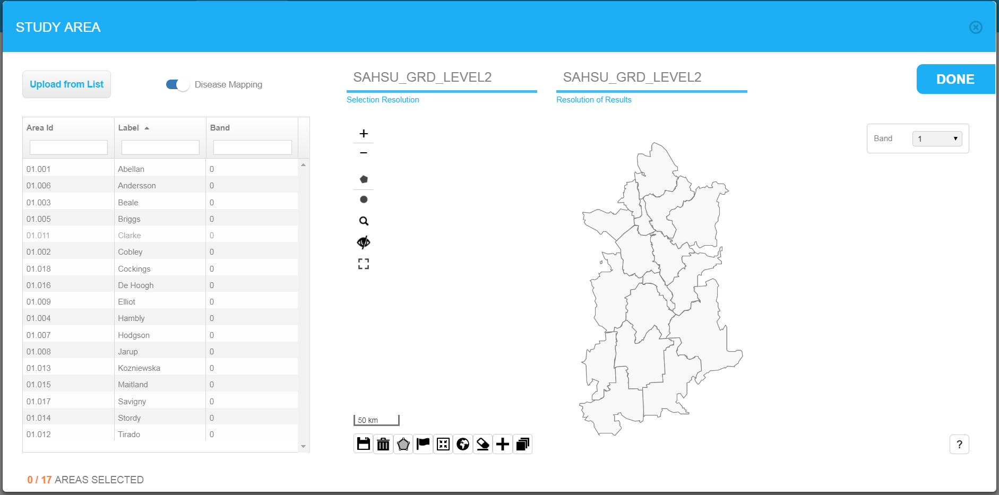 STUDY AREA
Upload from List
Disease Mapping
SAHSU_GRD_LEVEL2
Selection Resolution
SAHSU_GRD_LEVEL2
Resolution of Results
DONE
Area Id Label Band
01.001 Abellan 0
01.006 Andersson 0
01.003 Beale 0
01.005 Briggs 0
01.011 Clarke 0
01.002 Cobley 0
01.018 Cockings 0
01.016 De Hoogh 0
01.009 Elliot 0
01.004 Hambly 0
01.007 Hodgson 0
01.008 Jarup 0
01.013 Kozniewska 0
01.015 Maitland 0
01.017 Savigny 0
01.014 Stordy 0
01.012 Tirado 0
Band 1
50 km
?
0 / 17 AREAS SELECTED